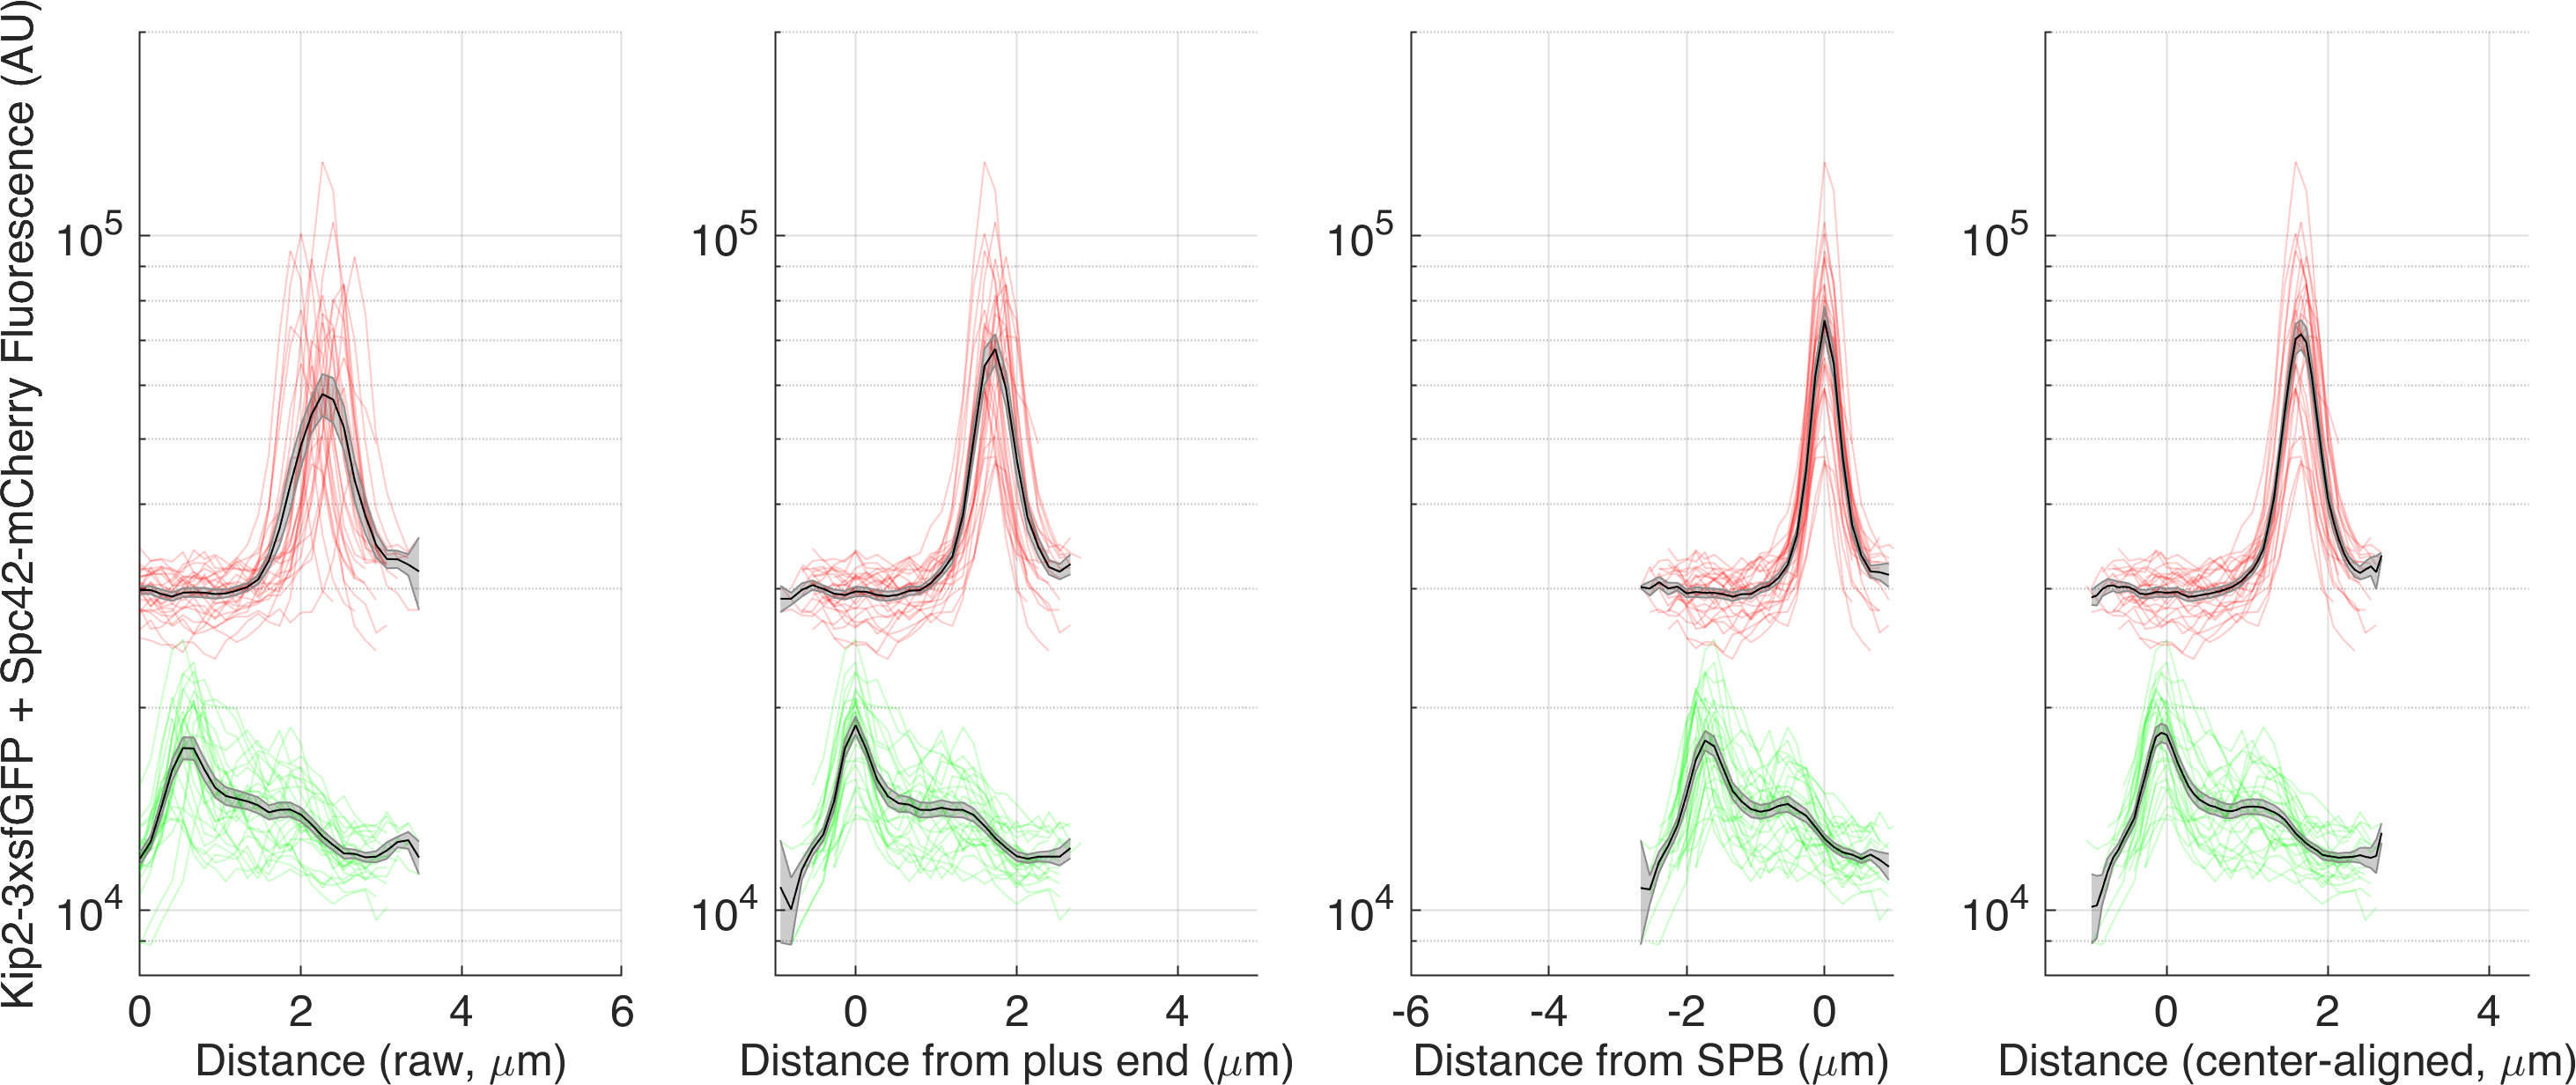 Kip2-3xsfGFP + Spc42-mCherry Fluorescence (AU)
10^5
10^4
0 2 4 6
Distance (raw, μm)
10^5
10^4
0 2 4
Distance from plus end (μm)
10^5
10^4
-6 -4 -2 0
Distance from SPB (μm)
10^5
10^4
0 2 4
Distance (center-aligned, μm)